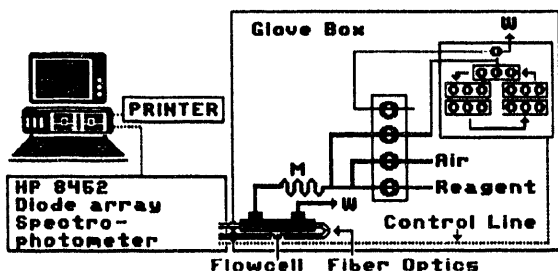 Glove Box
W
PRINTER
M
Air
Reagent
W
HP 8452
Diode array
Spectro-
photometer
Control Line
Flowcell Fiber Optics